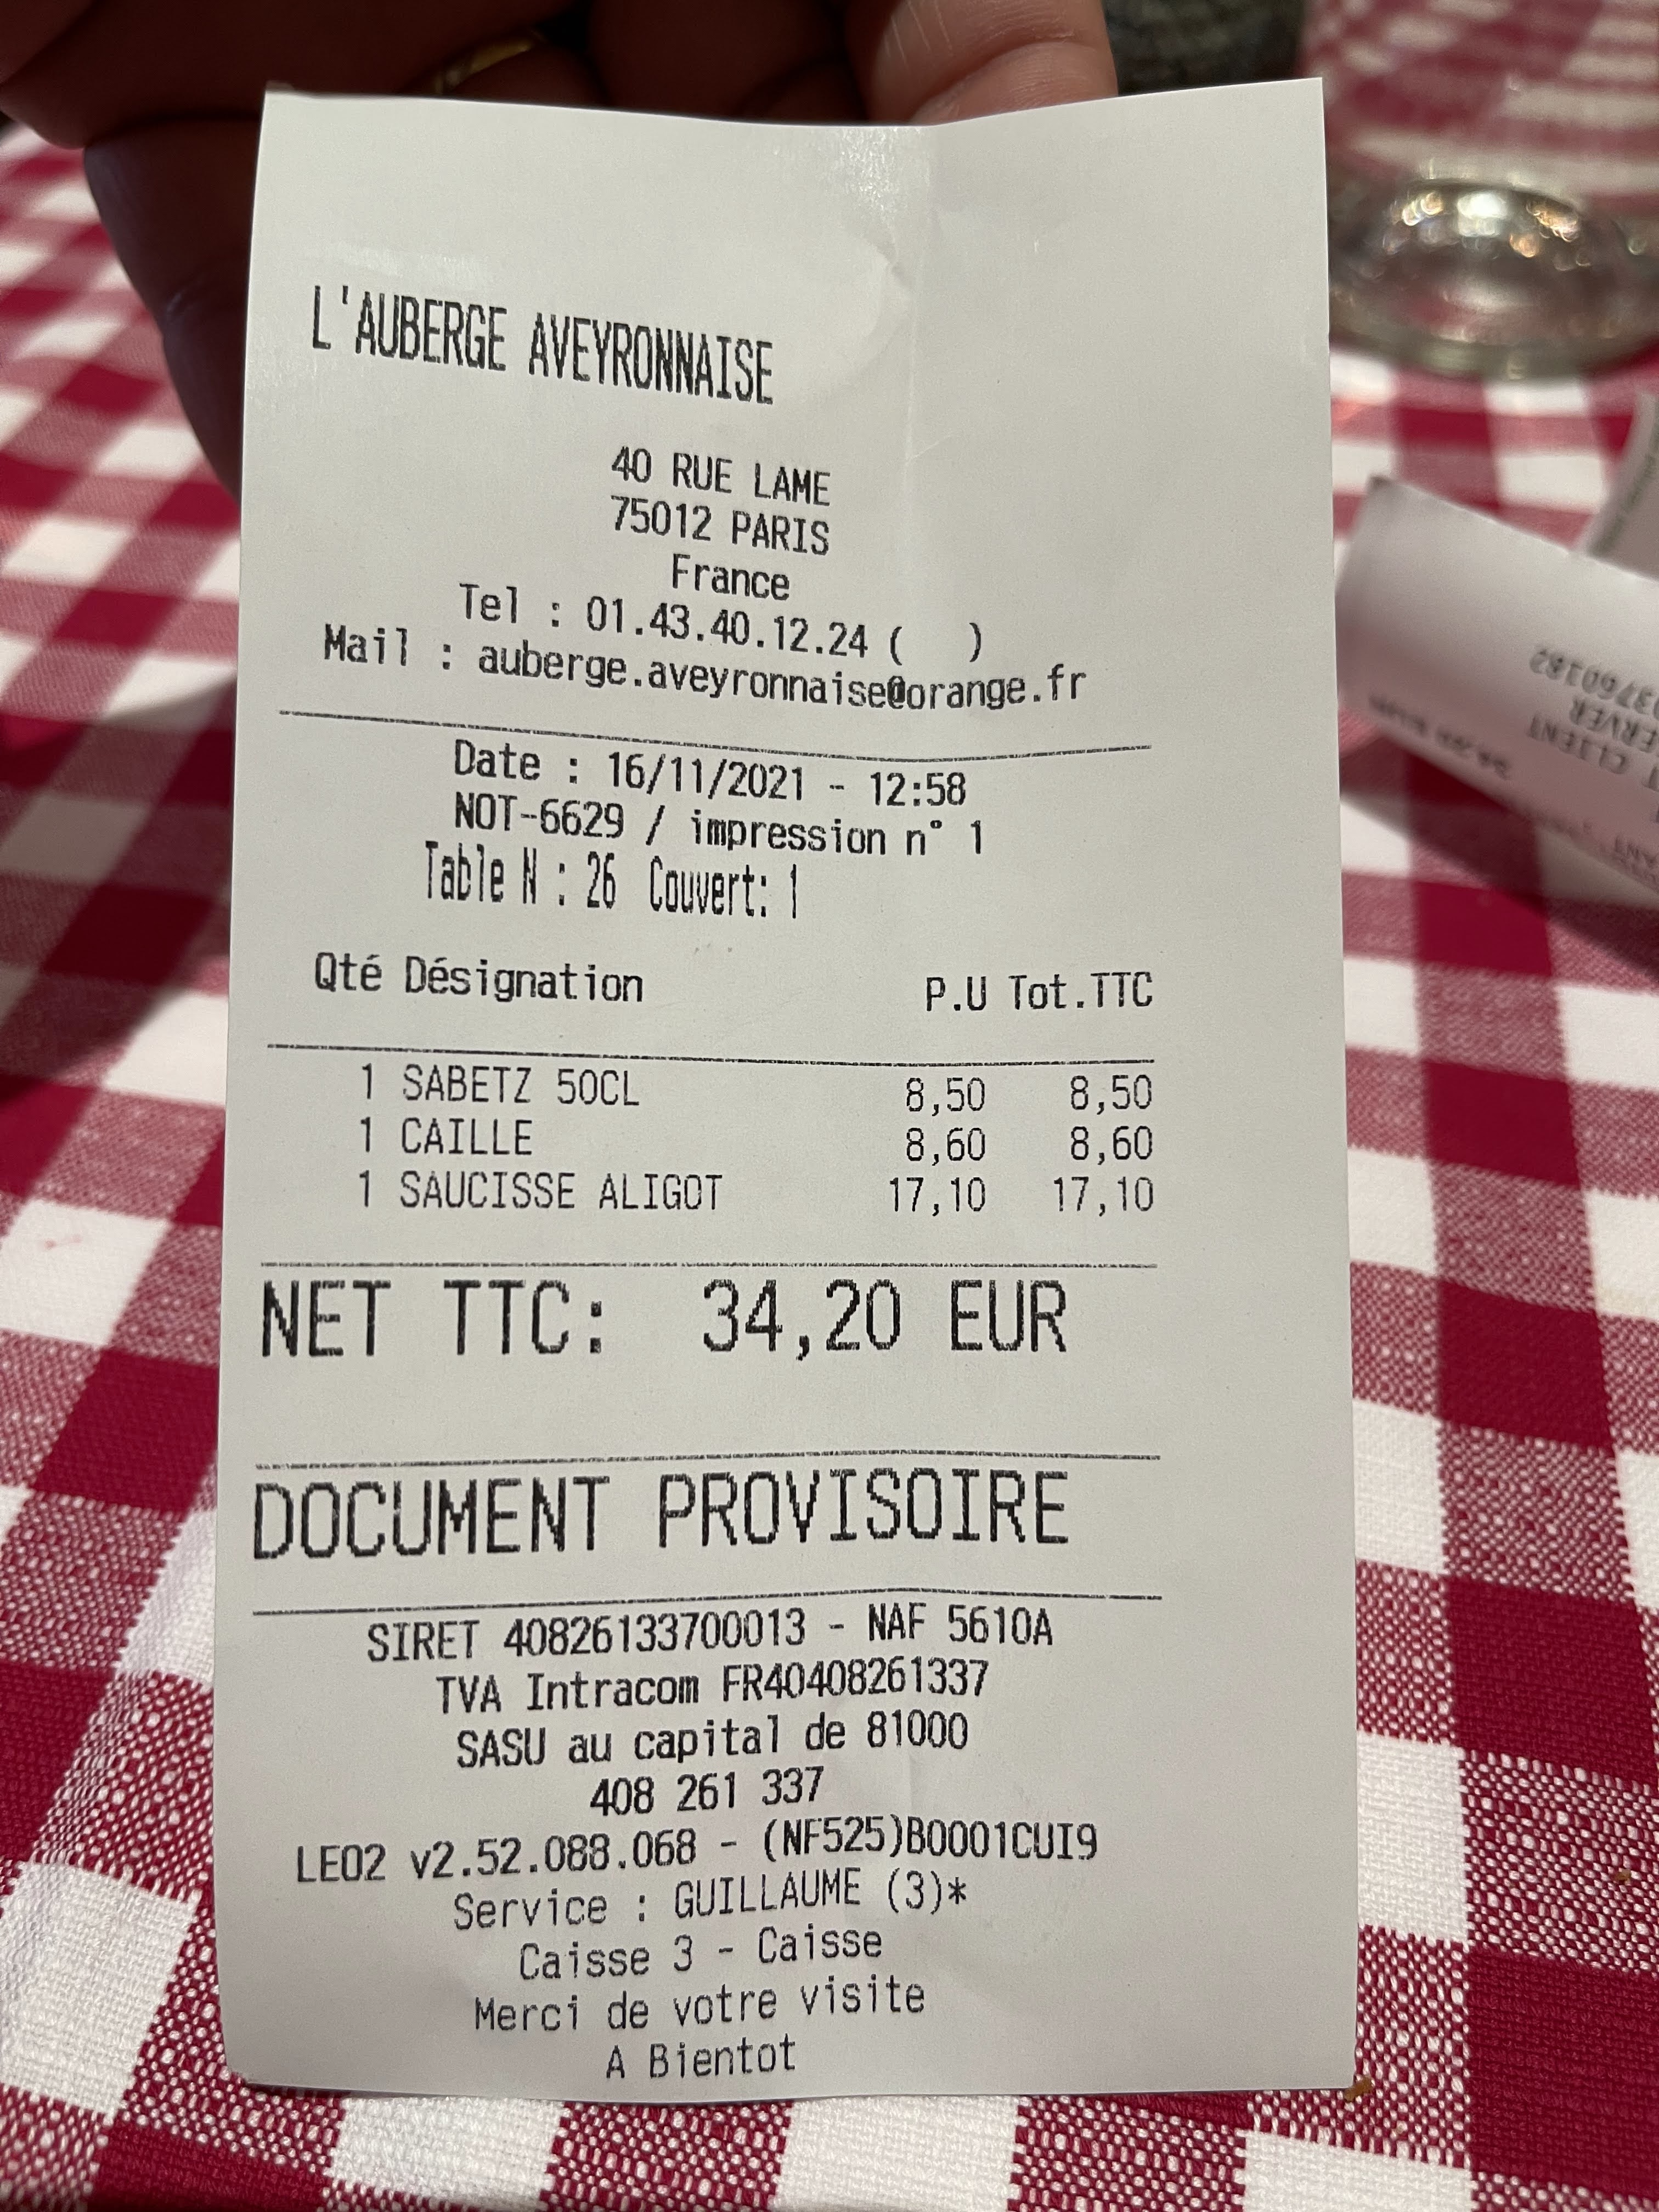 L'AUBERGE AVEYRONNAISE
40 RUE LAME
75012 PARIS
France
Tel : 01.43.40.12.24 ( )
Mail : auberge.aveyronnaise@orange.fr
Date : 16/11/2021 - 12:58
NOT-6629 / impression n° 1
Table N : 26 Couvert: 1
Qté Désignation P.U Tot.TTC
1 SABETZ 50CL 8,50 8,50
1 CAILLE 8,60 8,60
1 SAUCISSE ALIGOT 17,10 17,10
NET TTC: 34,20 EUR
DOCUMENT PROVISOIRE
SIRET 40826133700013 - NAF 5610A
TVA Intracom FR40408261337
SASU au capital de 81000
408 261 337
LEO2 v2.52.088.068 - (NF525)B0001CUI9
Service : GUILLAUME (3)*
Caisse 3 - Caisse
Merci de votre visite
A Bientot
CLIENT